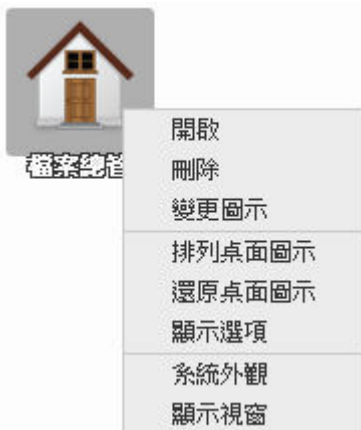 檔案總管
開啟
刪除
變更圖示
排列桌面圖示
還原桌面圖示
顯示選項
系統外觀
顯示視窗